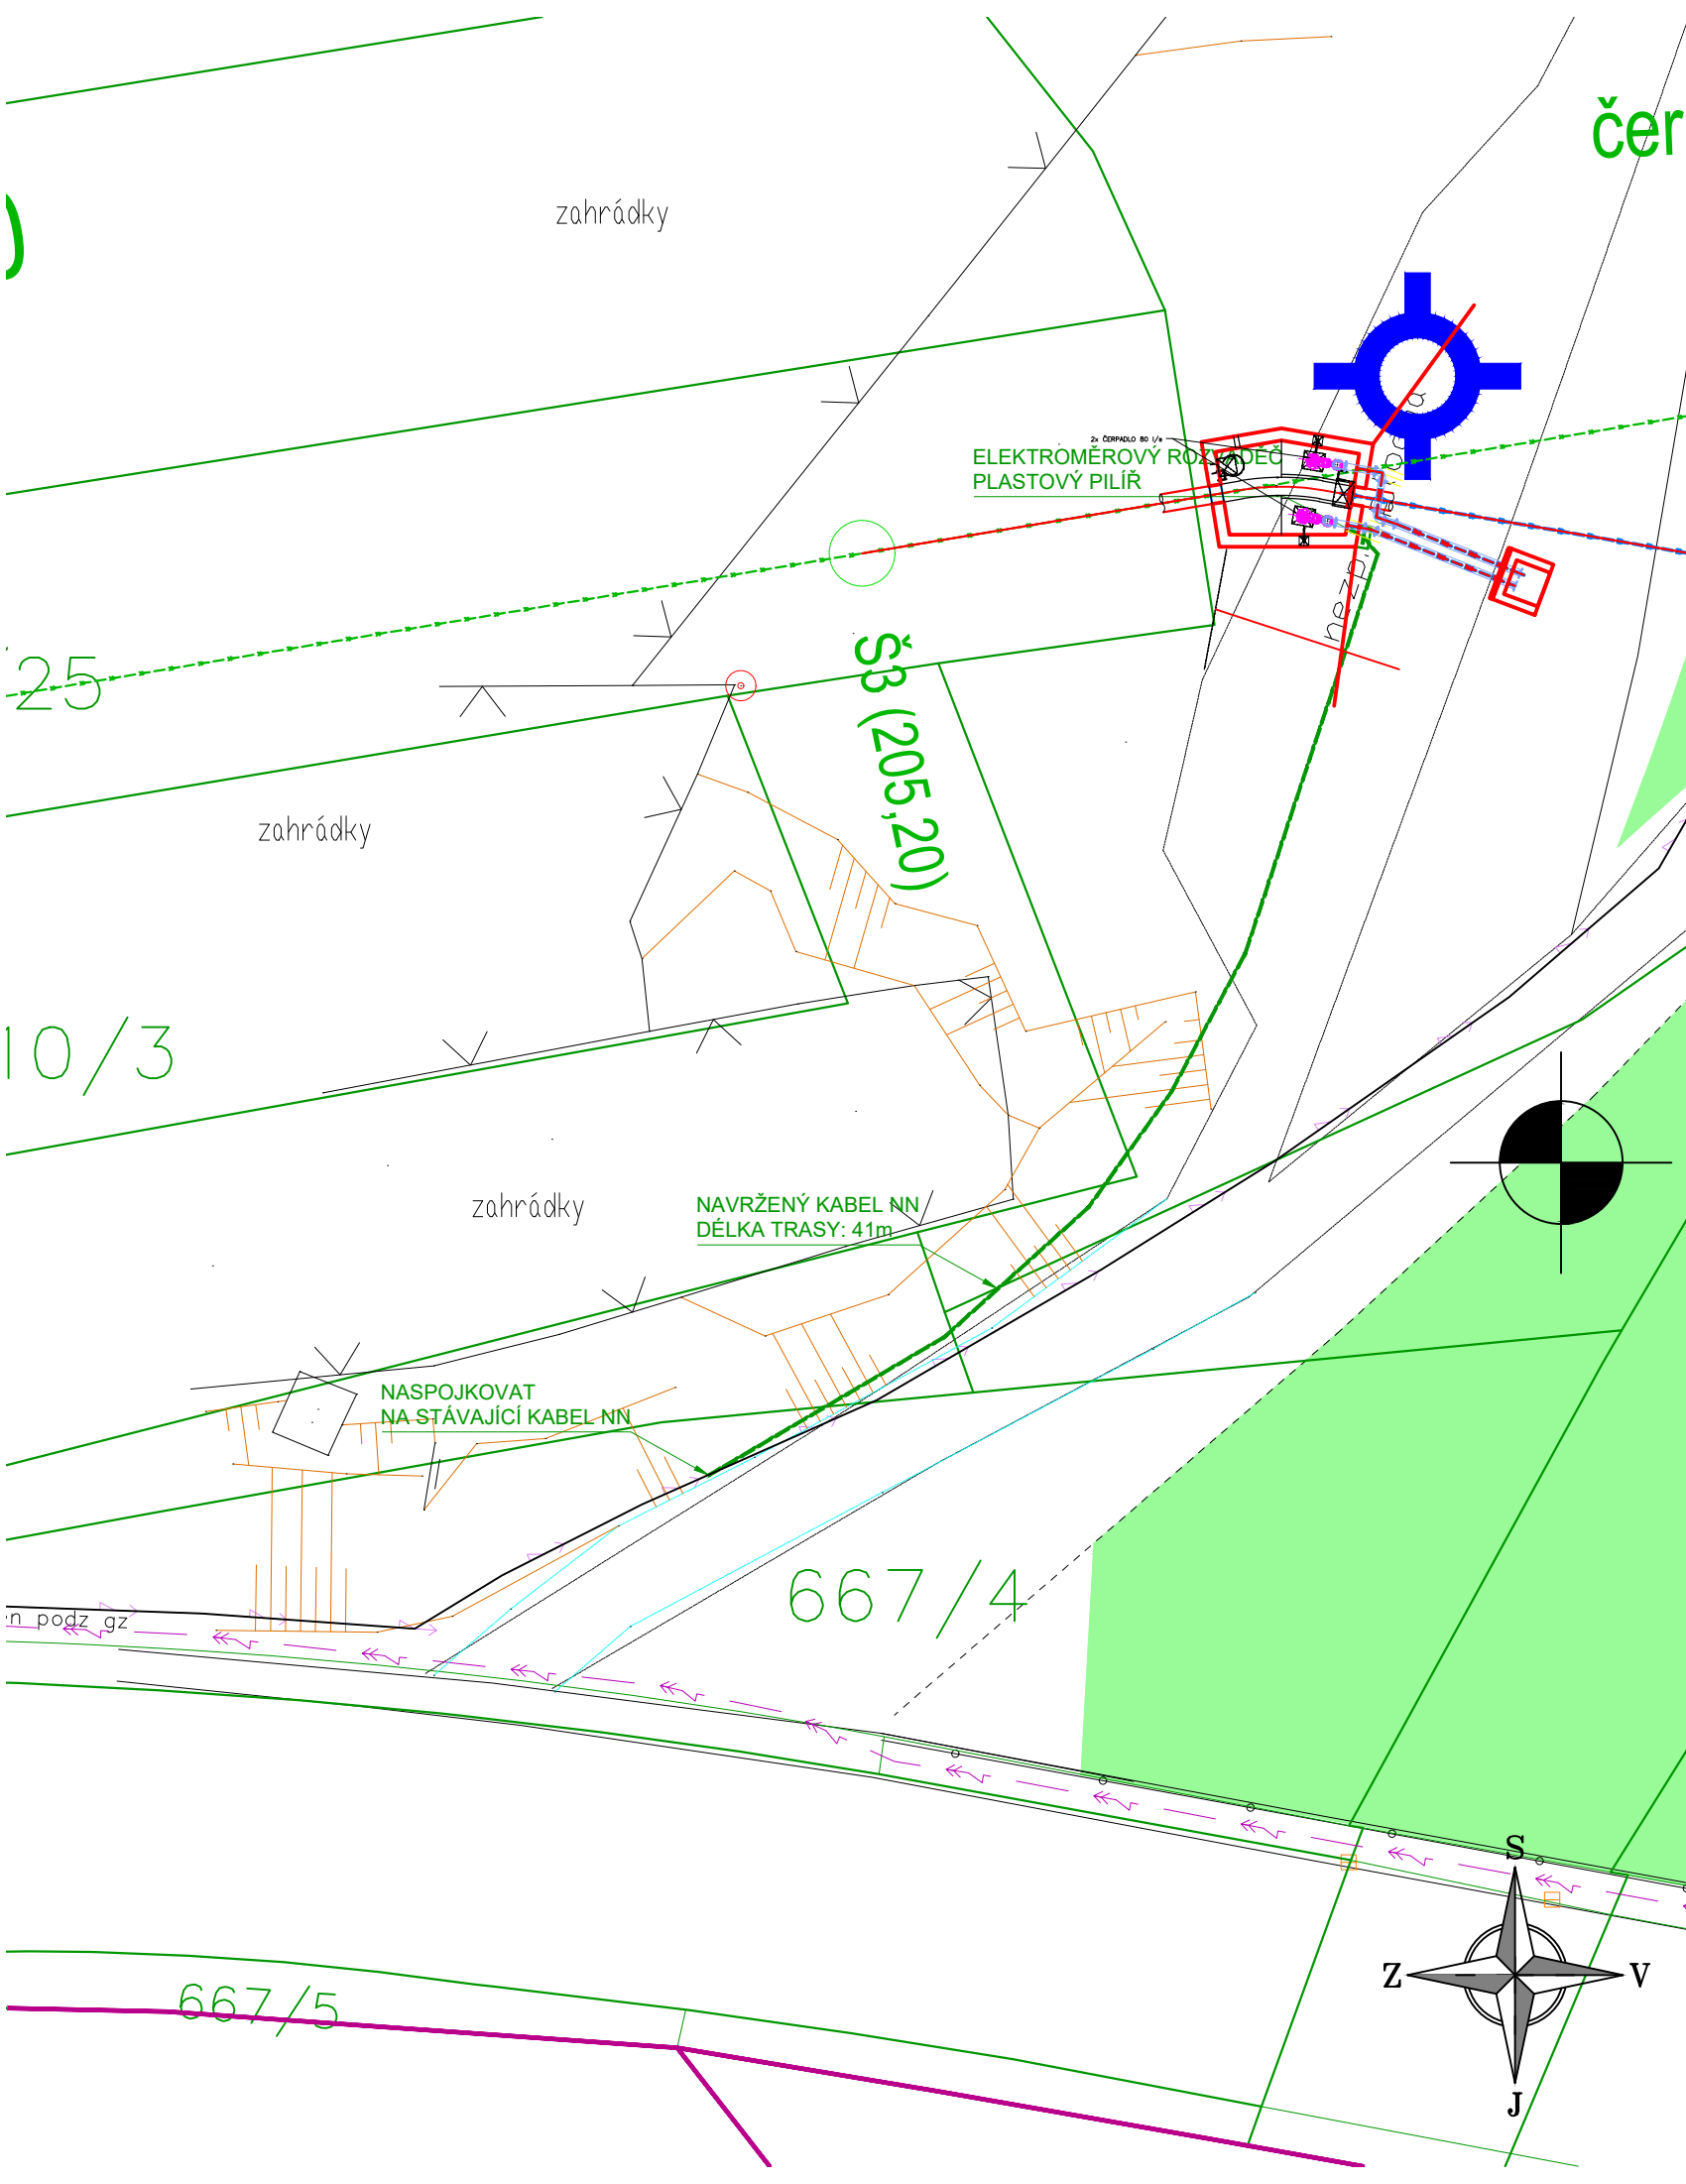 čer
zahrádky
2x ČERPADLO 80 l/s
ELEKTROMĚROVÝ ROZVADĚČ
PLASTOVÝ PILÍŘ
25
Š3 (205,20)
zahrádky
10/3
zahrádky
NAVRŽENÝ KABEL NN
DÉLKA TRASY: 41m
NASPOJKOVAT
NA STÁVAJÍCÍ KABEL NN
667/4
n podz gz
S
Z
V
J
667/5